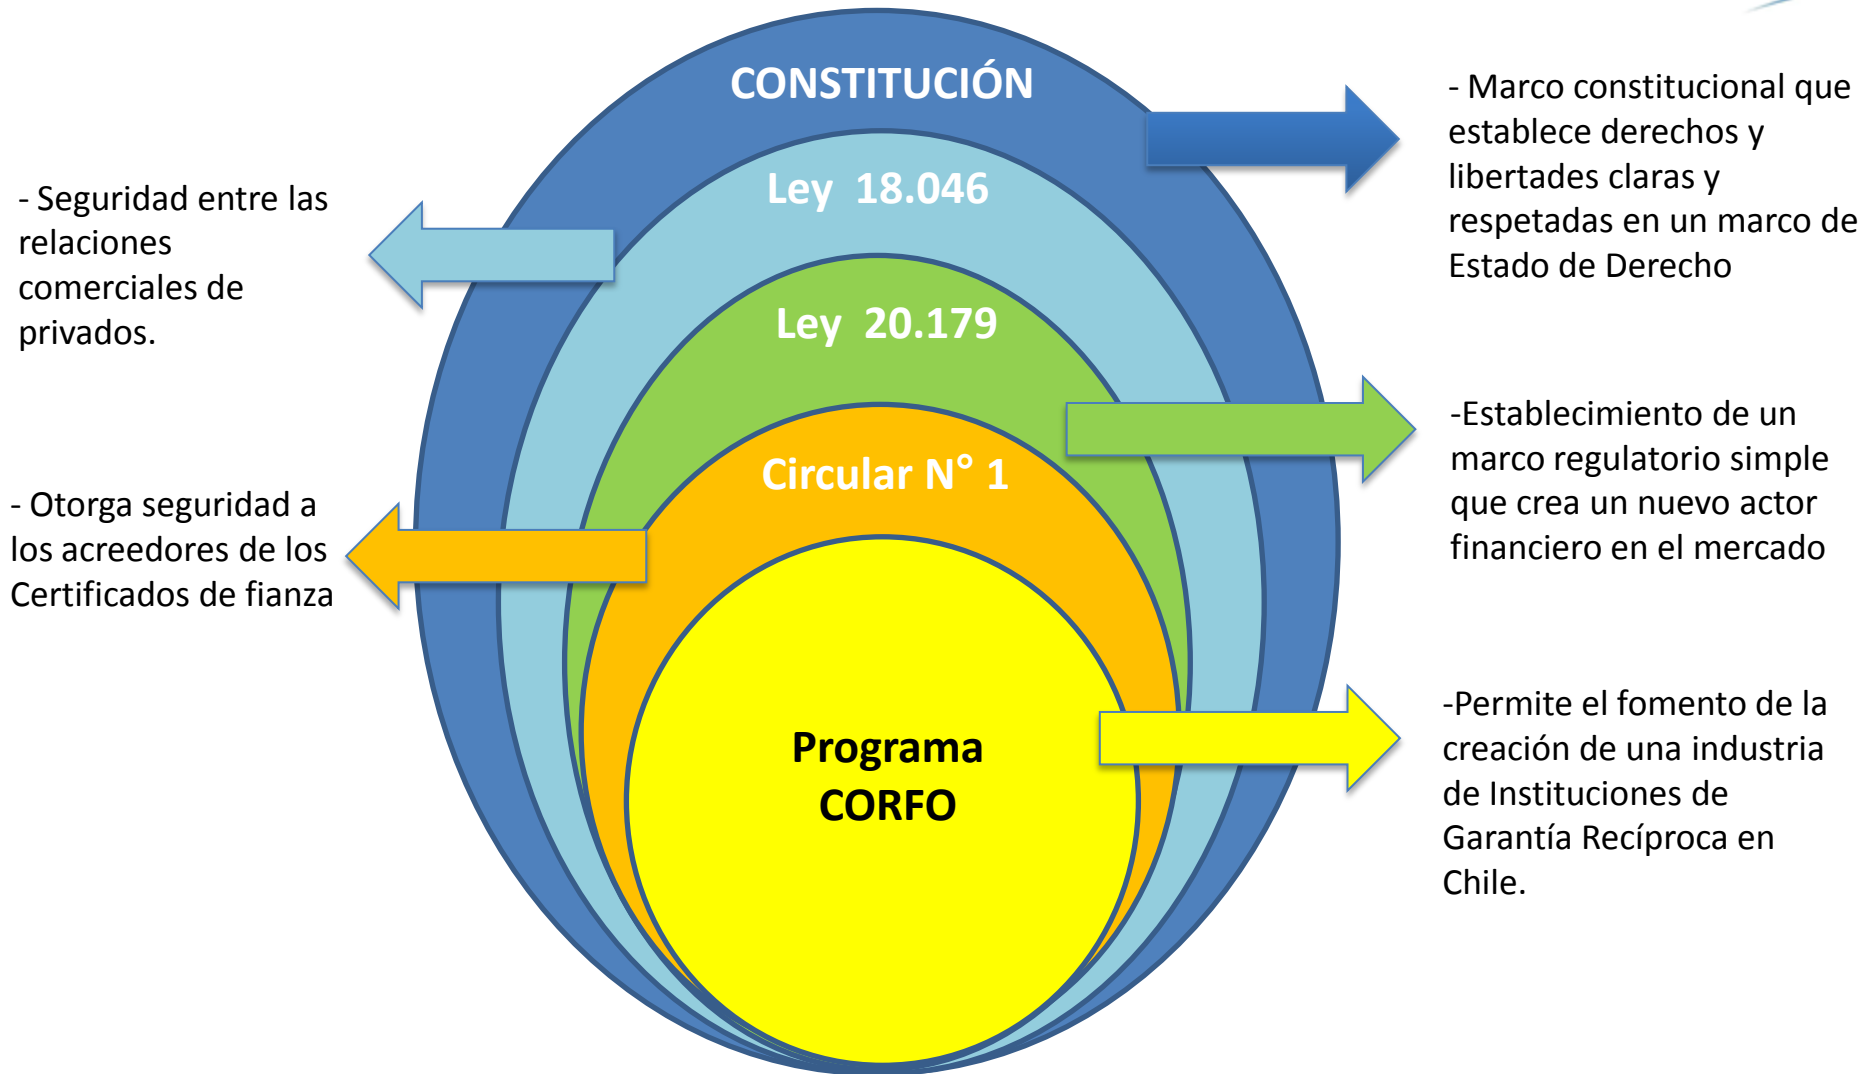 CONSTITUCIÓN
- Marco constitucional que
establece derechos y
libertades claras y
respetadas en un marco de
Estado de Derecho
Ley 18.046
- Seguridad entre las
relaciones
comerciales de
privados.
Ley 20.179
-Establecimiento de un
marco regulatorio simple
que crea un nuevo actor
financiero en el mercado
Circular N° 1
- Otorga seguridad a
los acreedores de los
Certificados de fianza
Programa
CORFO
-Permite el fomento de la
creación de una industria
de Instituciones de
Garantía Recíproca en
Chile.